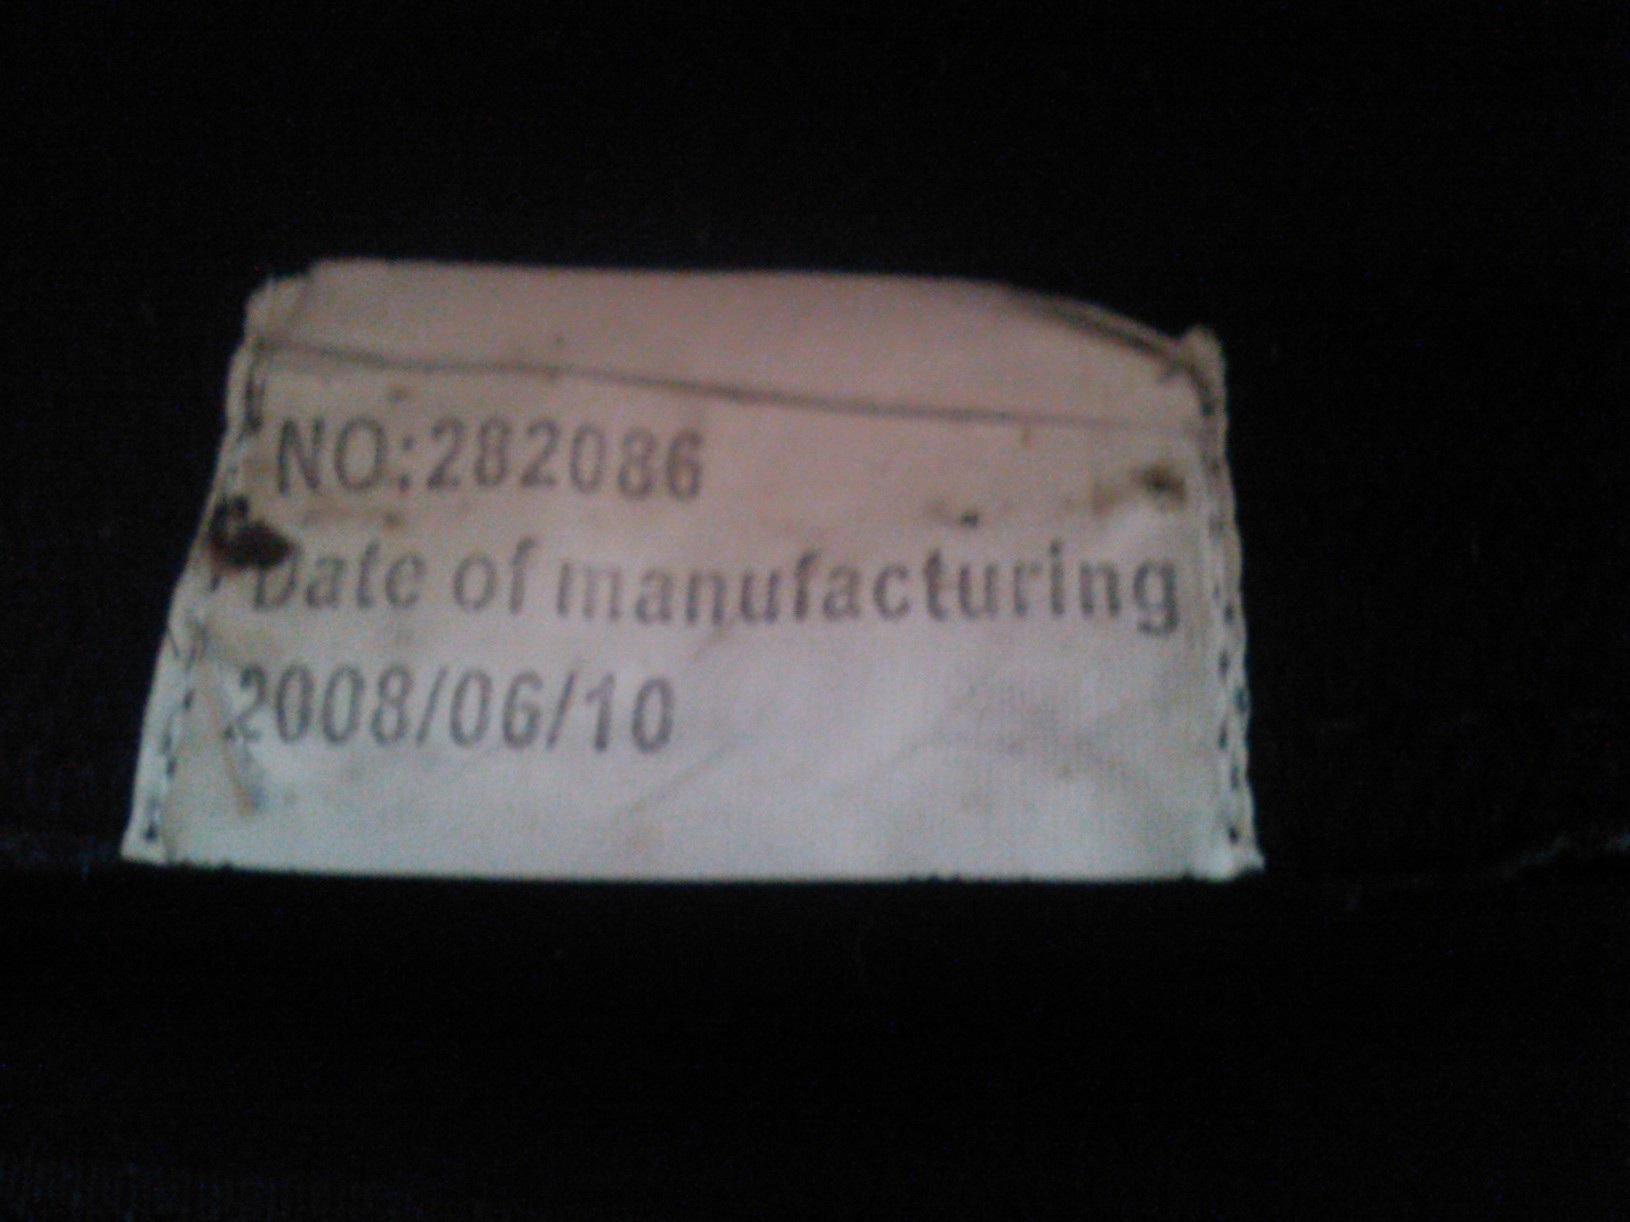 NO:282086
Date of manufacturing
2008/06/10